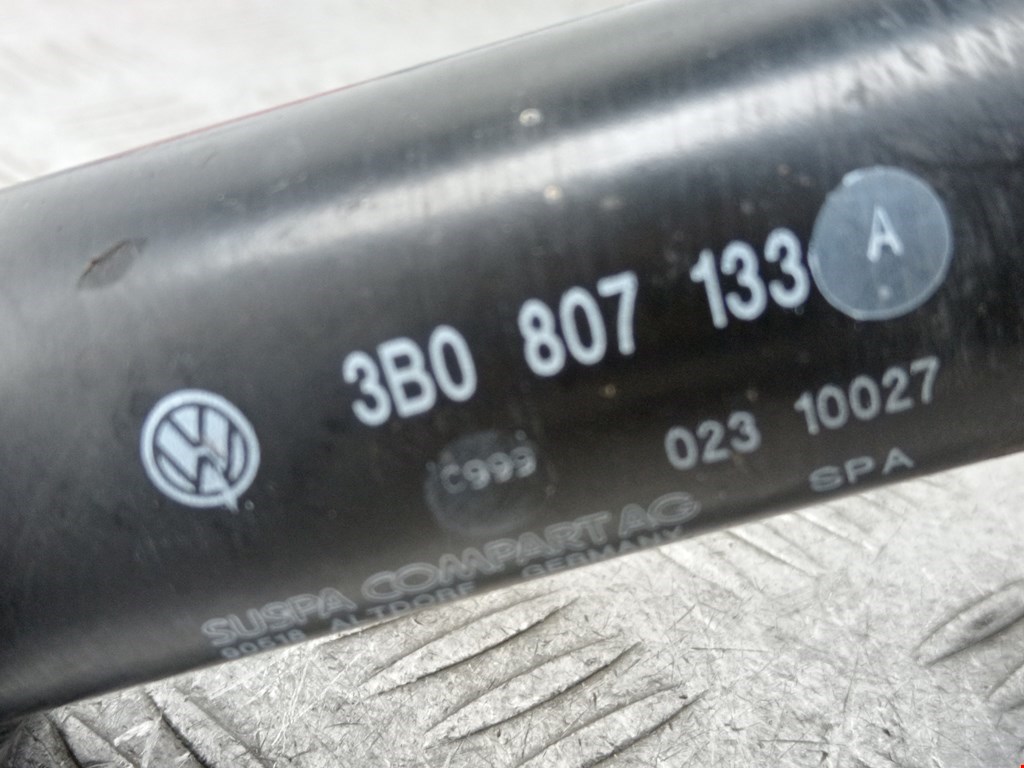 3B0 807 133 A
C999
023 10027
SPA
SUSPA COMPART AG
90518 ALTDORF GERMANY